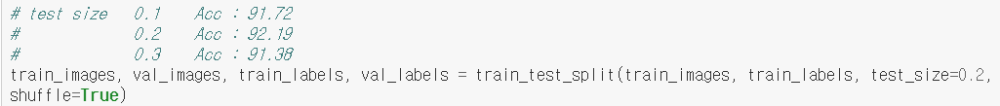 # test size   0.1   Acc : 91.72
#             0.2   Acc : 92.19
#             0.3   Acc : 91.38
train_images, val_images, train_labels, val_labels = train_test_split(train_images, train_labels, test_size=0.2,
shuffle=True)